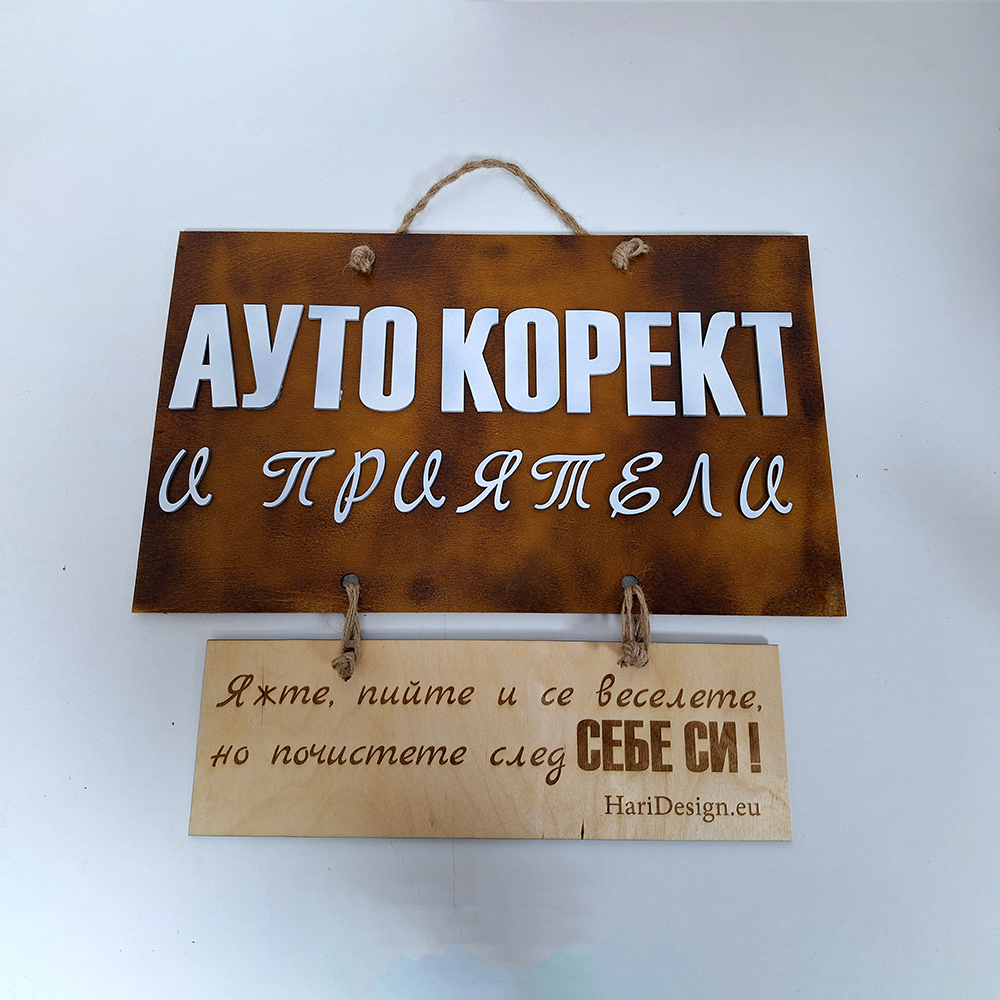 АУТО КОРЕКТ
и ПРИЯТЕЛИ
Яжте, пийте и се веселете,
но почистете след СЕБЕ СИ!
HariDesign.eu